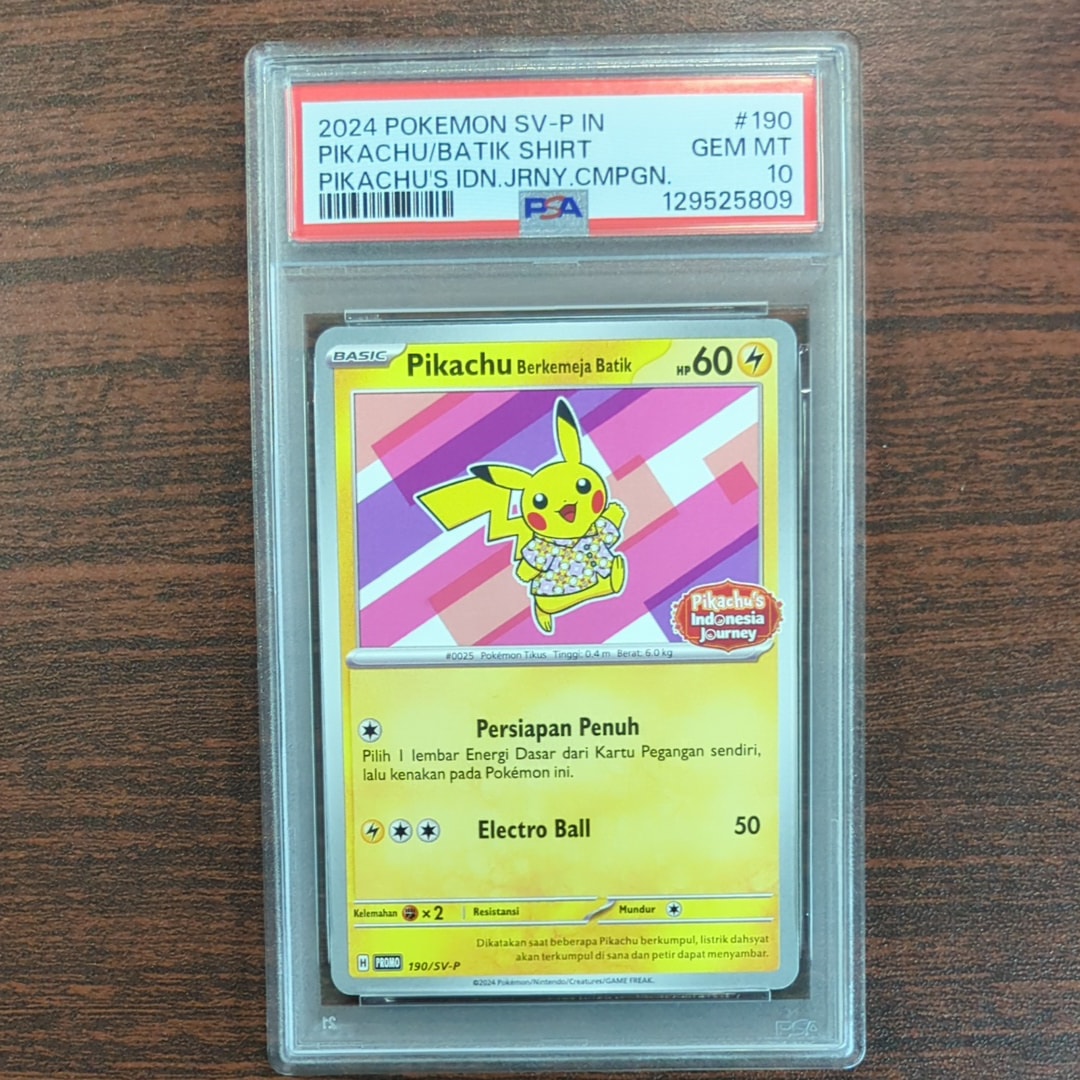 2024 POKEMON SV-P IN #190
PIKACHU/BATIK SHIRT GEM MT
PIKACHU'S IDN.JRNY.CMPGN. 10
PSA 129525809
BASIC Pikachu Berkemeja Batik HP 60
Pikachu's
Indonesia
Journey
#0025 Pokémon Tikus Tinggi: 0.4 m Berat: 6.0 kg
Persiapan Penuh
Pilih 1 lembar Energi Dasar dari Kartu Pegangan sendiri,
lalu kenakan pada Pokémon ini.
Electro Ball 50
Kelemahan ×2 Resistansi Mundur
Dikatakan saat beberapa Pikachu berkumpul, listrik dahsyat
akan terkumpul di sana dan petir dapat menyambar.
H PROMO 190/SV-P
©2024 Pokémon/Nintendo/Creatures/GAME FREAK.
PSA